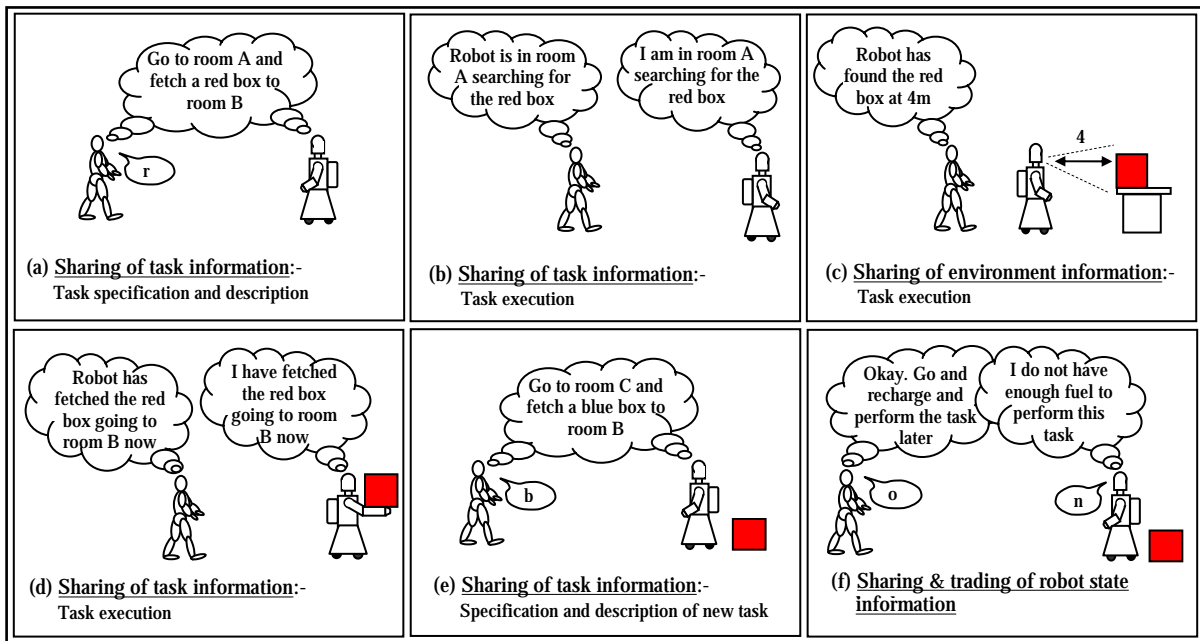 Go to room A and
fetch a red box to
room B
r
(a) Sharing of task information:-
Task specification and description
Robot is in room
A searching for
the red box
I am in room A
searching for the
red box
(b) Sharing of task information:-
Task execution
Robot has
found the red
box at 4m
4
(c) Sharing of environment information:-
Task execution
Robot has
fetched the red
box going to
room B now
I have fetched
the red box
going to room
B now
(d) Sharing of task information:-
Task execution
Go to room C and
fetch a blue box to
room B
b
(e) Sharing of task information:-
Specification and description of new task
Okay. Go and
recharge and
perform the task
later
I do not have
enough fuel to
perform this
task
o
n
(f) Sharing & trading of robot state
information